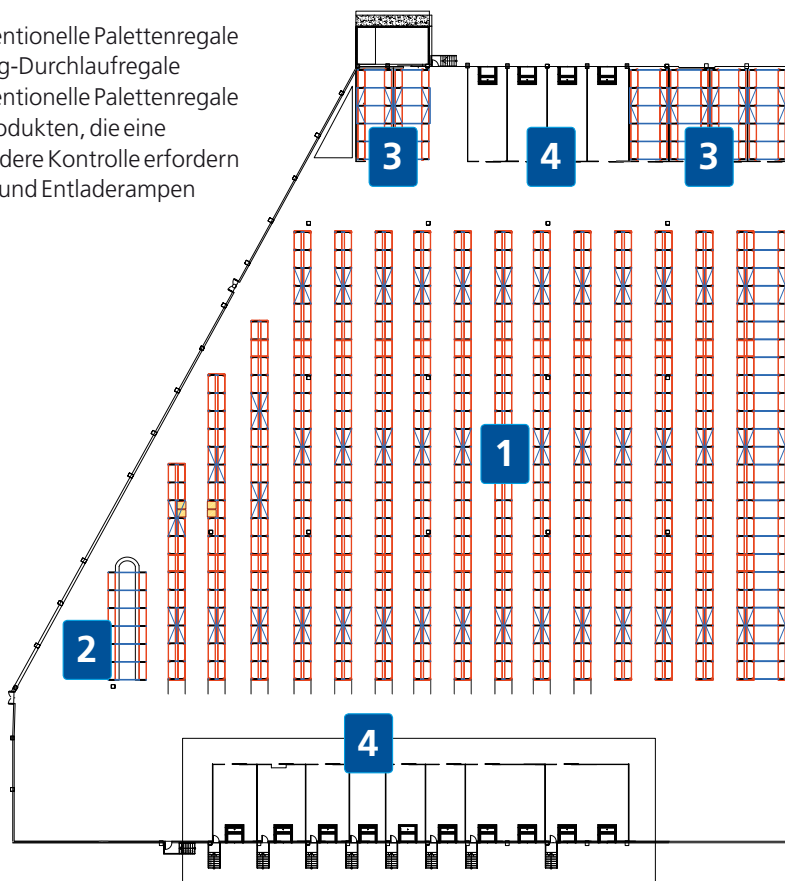 entionelle Palettenregale
g-Durchlaufregale
entionelle Palettenregale
odukten, die eine
dere Kontrolle erfordern
und Entladerampen
3
4
3
1
2
4